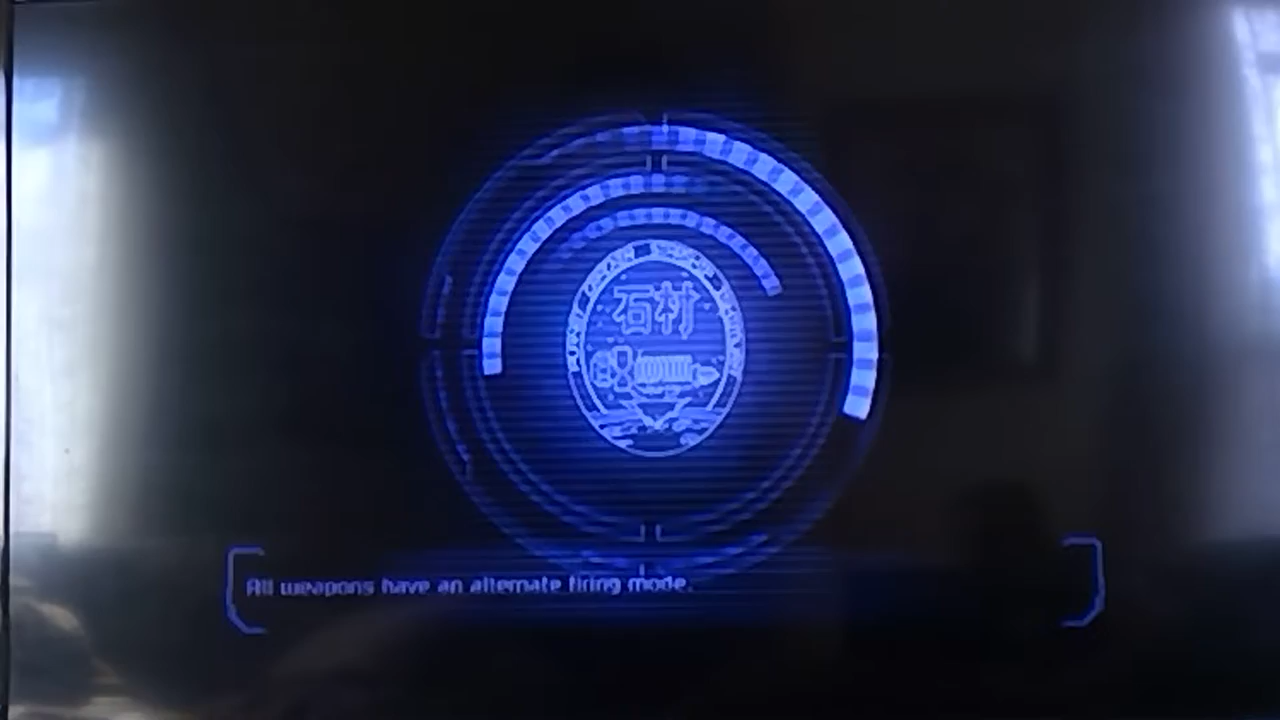 石村
All weapons have an alternate firing mode.